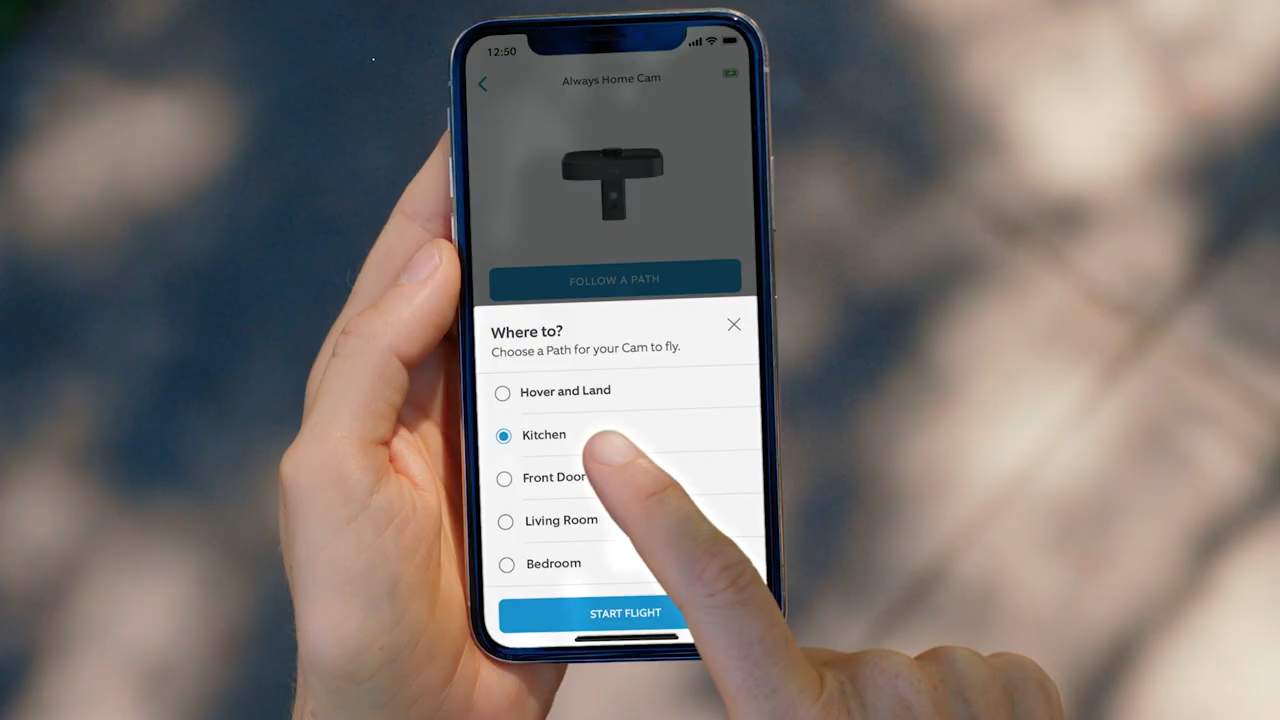 12:50
Always Home Cam
FOLLOW A PATH
Where to?
Choose a Path for your Cam to fly.
Hover and Land
Kitchen
Front Door
Living Room
Bedroom
START FLIGHT